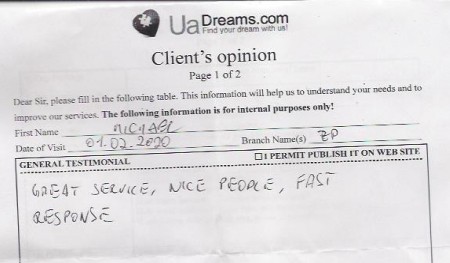 UaDreams.com
Find your dream with us!
Client's opinion
Page 1 of 2
Dear Sir, please fill in the following table. This information will help us to understand your needs and to
improve our services. The following information is for internal purposes only!
First Name MICHAEL
Date of Visit 01.02.2020 Branch Name(s) ZP
GENERAL TESTIMONIAL ☐I PERMIT PUBLISH IT ON WEB SITE
GREAT SERVICE, NICE PEOPLE, FAST
RESPONSE